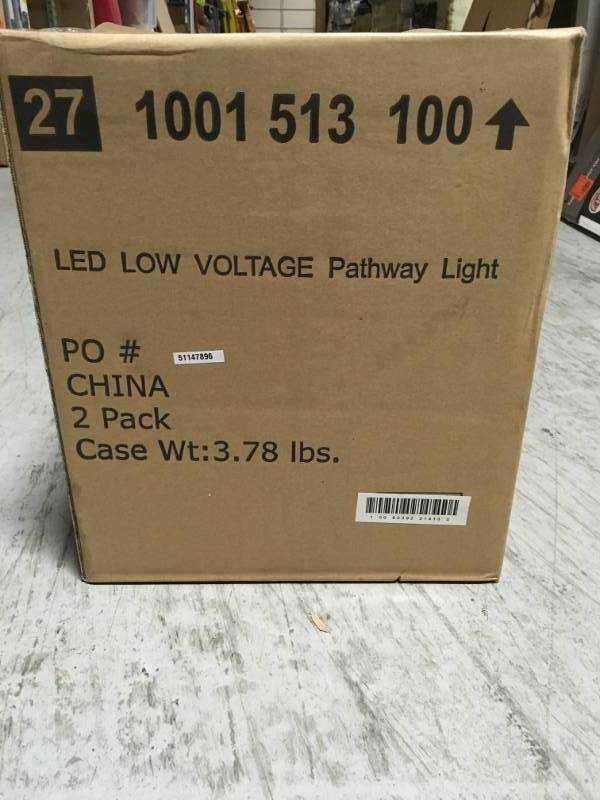 27 1001 513 100
LED LOW VOLTAGE Pathway Light
PO # 51147896
CHINA
2 Pack
Case Wt:3.78 lbs.